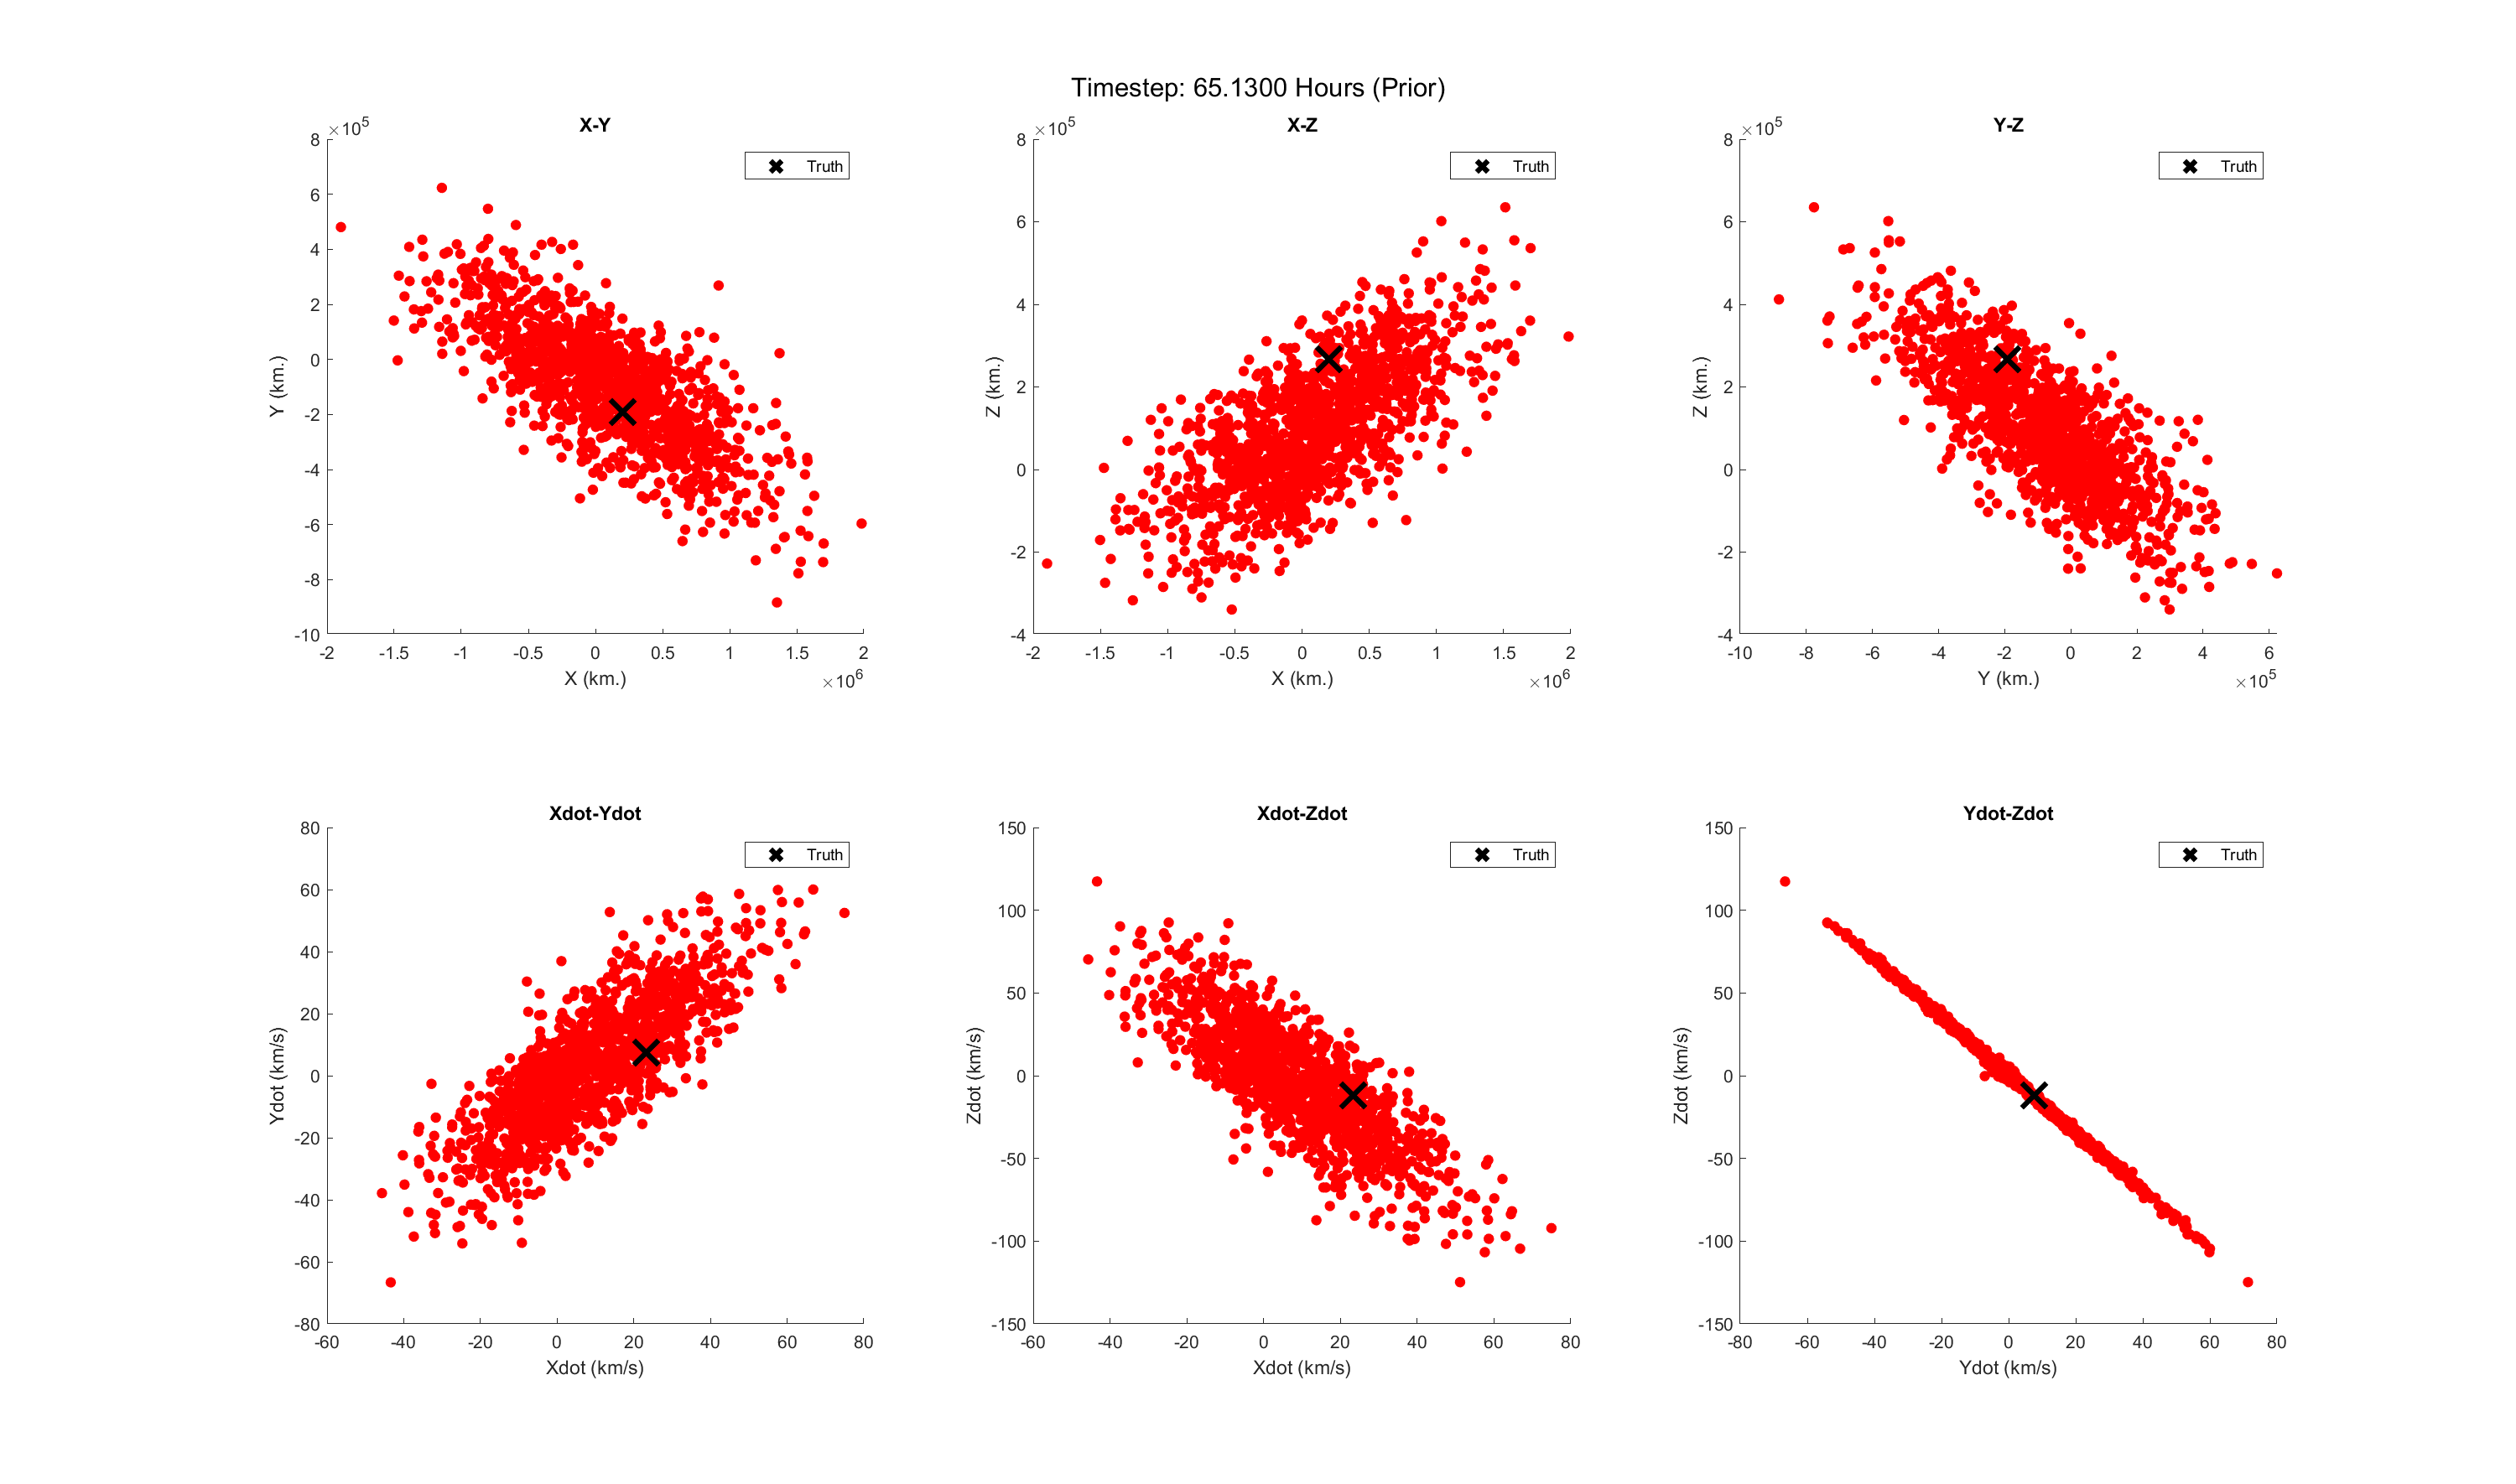 Timestep: 65.1300 Hours (Prior)
X-Y
×10^5
Truth
8
6
4
2
0
-2
-4
-6
-8
-10
Y (km.)
-2 -1.5 -1 -0.5 0 0.5 1 1.5 2
X (km.)
×10^6
X-Z
×10^5
Truth
8
6
4
2
0
-2
-4
Z (km.)
-2 -1.5 -1 -0.5 0 0.5 1 1.5 2
X (km.)
×10^6
Y-Z
×10^5
Truth
8
6
4
2
0
-2
-4
Z (km.)
-10 -8 -6 -4 -2 0 2 4 6
Y (km.)
×10^5
Xdot-Ydot
Truth
80
60
40
20
0
-20
-40
-60
-80
Ydot (km/s)
-60 -40 -20 0 20 40 60 80
Xdot (km/s)
Xdot-Zdot
Truth
150
100
50
0
-50
-100
-150
Zdot (km/s)
-60 -40 -20 0 20 40 60 80
Xdot (km/s)
Ydot-Zdot
Truth
150
100
50
0
-50
-100
-150
Zdot (km/s)
-80 -60 -40 -20 0 20 40 60 80
Ydot (km/s)